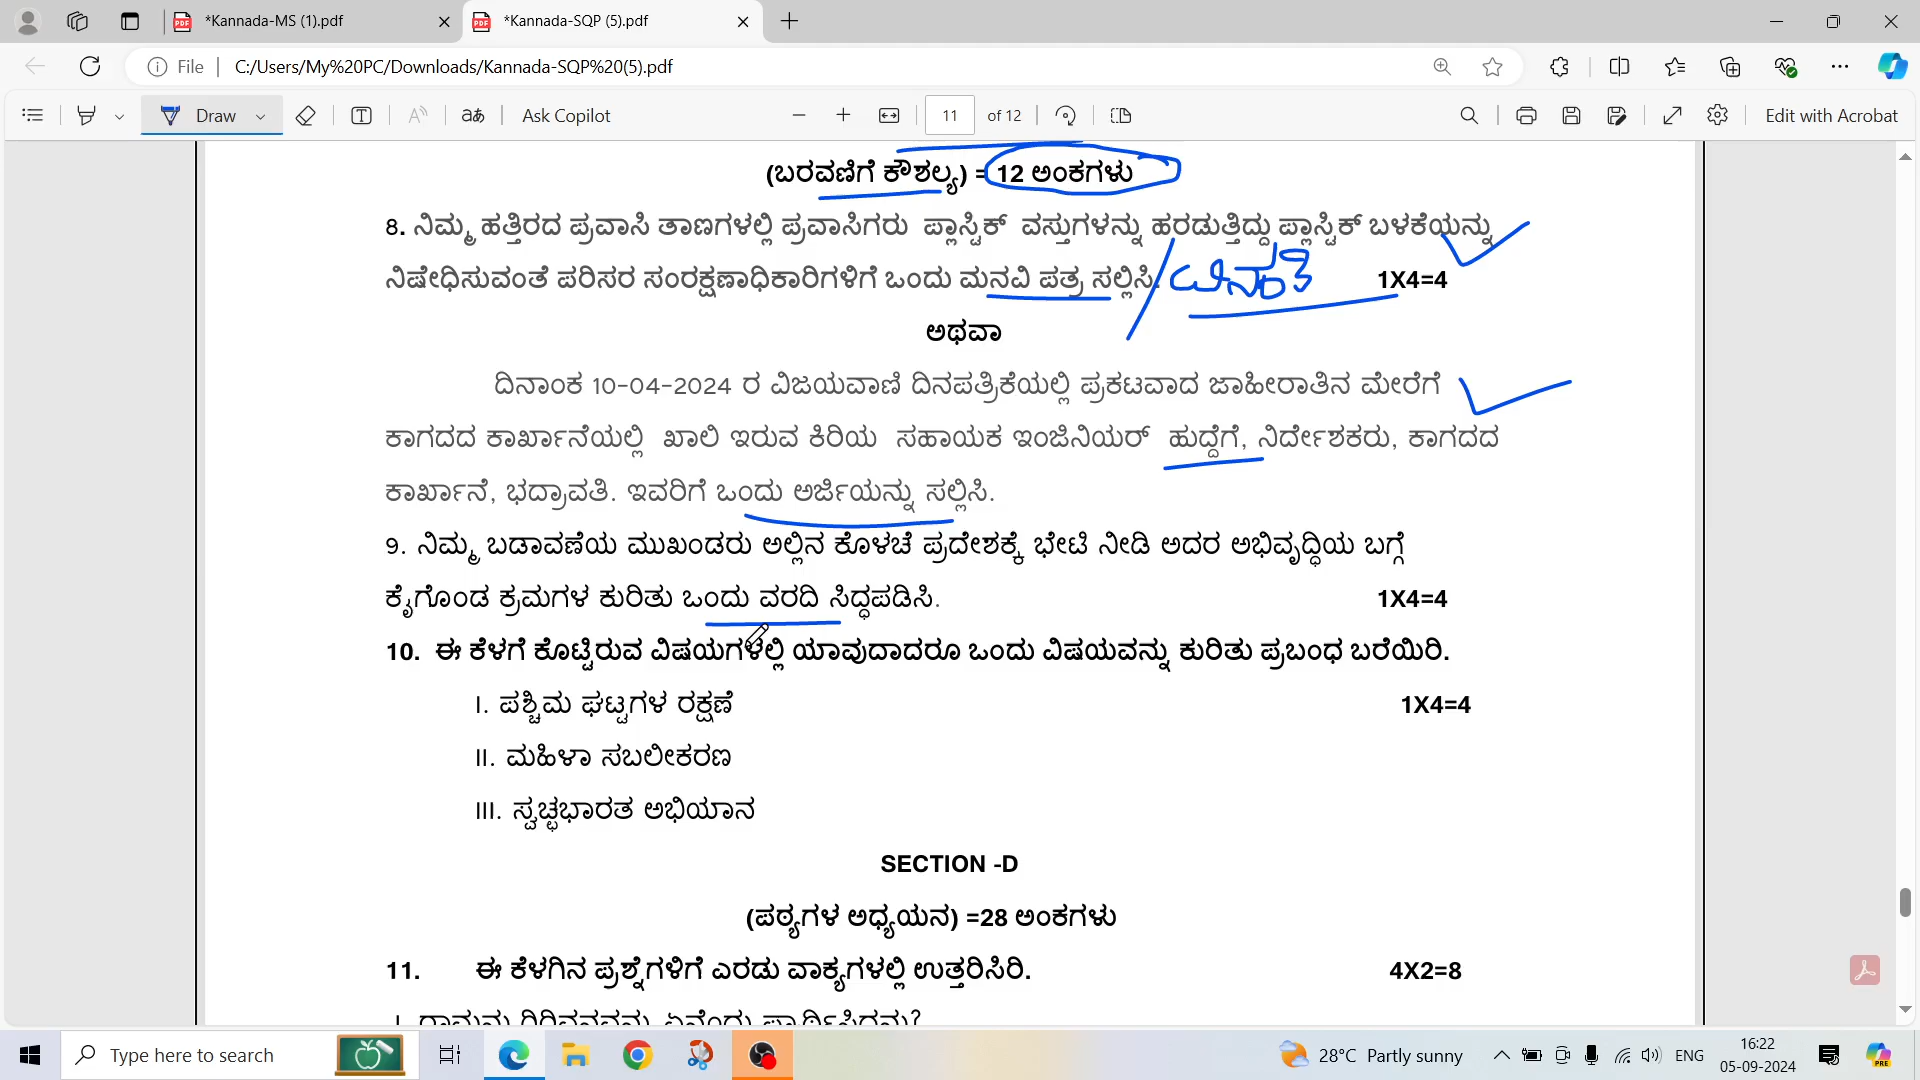 *Kannada-MS (1).pdf
*Kannada-SQP (5).pdf
File
C:/Users/My%20PC/Downloads/Kannada-SQP%20(5).pdf
Draw
Ask Copilot
11 of 12
Edit with Acrobat
(ಬರವಣಿಗೆ ಕೌಶಲ್ಯ) = 12 ಅಂಕಗಳು
8. ನಿಮ್ಮ ಹತ್ತಿರದ ಪ್ರವಾಸಿ ತಾಣಗಳಲ್ಲಿ ಪ್ರವಾಸಿಗರು ಪ್ಲಾಸ್ಟಿಕ್ ವಸ್ತುಗಳನ್ನು ಹರಡುತ್ತಿದ್ದು ಪ್ಲಾಸ್ಟಿಕ್ ಬಳಕೆಯನ್ನು
ನಿಷೇಧಿಸುವಂತೆ ಪರಿಸರ ಸಂರಕ್ಷಣಾಧಿಕಾರಿಗಳಿಗೆ ಒಂದು ಮನವಿ ಪತ್ರ ಸಲ್ಲಿಸಿ. 1X4=4
ಅಥವಾ
ದಿನಾಂಕ 10-04-2024 ರ ವಿಜಯವಾಣಿ ದಿನಪತ್ರಿಕೆಯಲ್ಲಿ ಪ್ರಕಟವಾದ ಜಾಹೀರಾತಿನ ಮೇರೆಗೆ
ಕಾಗದದ ಕಾರ್ಖಾನೆಯಲ್ಲಿ ಖಾಲಿ ಇರುವ ಕಿರಿಯ ಸಹಾಯಕ ಇಂಜಿನಿಯರ್ ಹುದ್ದೆಗೆ, ನಿರ್ದೇಶಕರು, ಕಾಗದದ
ಕಾರ್ಖಾನೆ, ಭದ್ರಾವತಿ. ಇವರಿಗೆ ಒಂದು ಅರ್ಜಿಯನ್ನು ಸಲ್ಲಿಸಿ.
9. ನಿಮ್ಮ ಬಡಾವಣೆಯ ಮುಖಂಡರು ಅಲ್ಲಿನ ಕೊಳಚೆ ಪ್ರದೇಶಕ್ಕೆ ಭೇಟಿ ನೀಡಿ ಅದರ ಅಭಿವೃದ್ಧಿಯ ಬಗ್ಗೆ
ಕೈಗೊಂಡ ಕ್ರಮಗಳ ಕುರಿತು ಒಂದು ವರದಿ ಸಿದ್ಧಪಡಿಸಿ. 1X4=4
10. ಈ ಕೆಳಗೆ ಕೊಟ್ಟಿರುವ ವಿಷಯಗಳಲ್ಲಿ ಯಾವುದಾದರೂ ಒಂದು ವಿಷಯವನ್ನು ಕುರಿತು ಪ್ರಬಂಧ ಬರೆಯಿರಿ.
I. ಪಶ್ಚಿಮ ಘಟ್ಟಗಳ ರಕ್ಷಣೆ 1X4=4
II. ಮಹಿಳಾ ಸಬಲೀಕರಣ
III. ಸ್ವಚ್ಛಭಾರತ ಅಭಿಯಾನ
SECTION -D
(ಪಠ್ಯಗಳ ಅಧ್ಯಯನ) =28 ಅಂಕಗಳು
11. ಈ ಕೆಳಗಿನ ಪ್ರಶ್ನೆಗಳಿಗೆ ಎರಡು ವಾಕ್ಯಗಳಲ್ಲಿ ಉತ್ತರಿಸಿರಿ. 4X2=8
Type here to search
28°C Partly sunny
ENG
16:22
05-09-2024